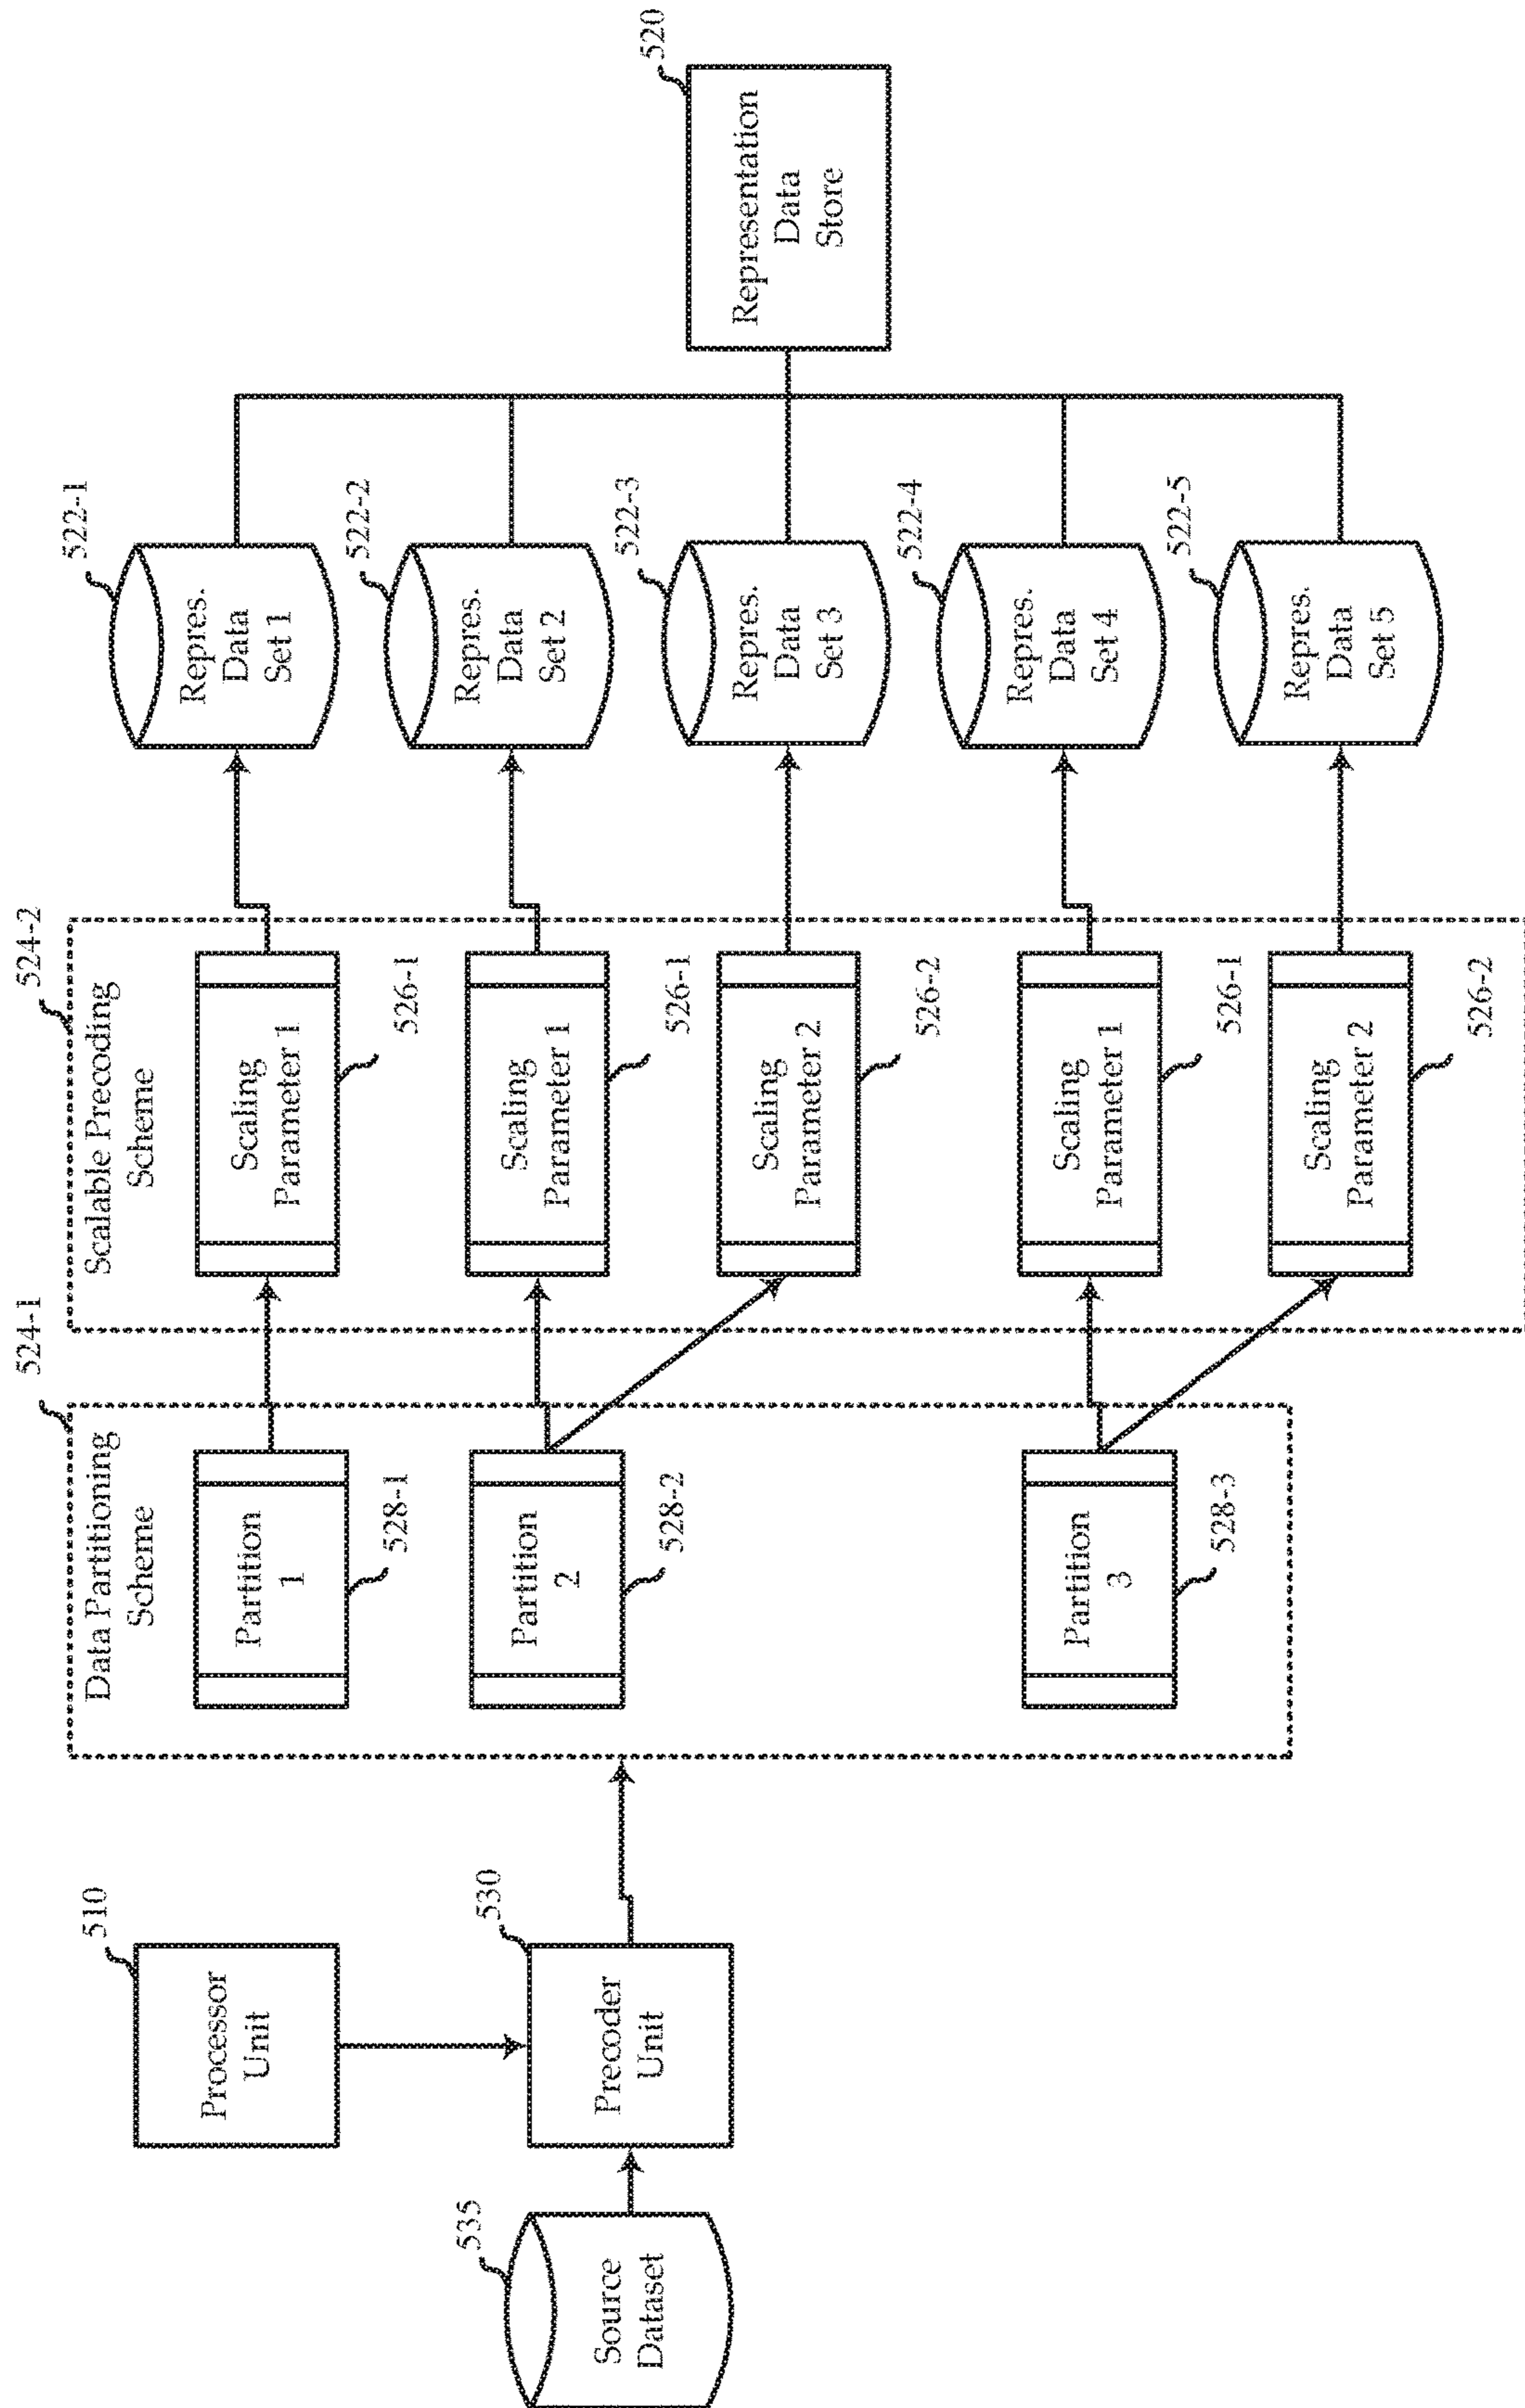 535
Source
Dataset
510
Processor
Unit
530
Precoder
Unit
524-1
Data Partitioning
Scheme
Partition
1
528-1
Partition
2
528-2
Partition
3
528-3
524-2
Scalable Precoding
Scheme
Scaling
Parameter 1
526-1
Scaling
Parameter 1
526-1
Scaling
Parameter 2
526-2
Scaling
Parameter 1
526-1
Scaling
Parameter 2
526-2
522-1
Repres.
Data
Set 1
522-2
Repres.
Data
Set 2
522-3
Repres.
Data
Set 3
522-4
Repres.
Data
Set 4
522-5
Repres.
Data
Set 5
520
Representation
Data
Store